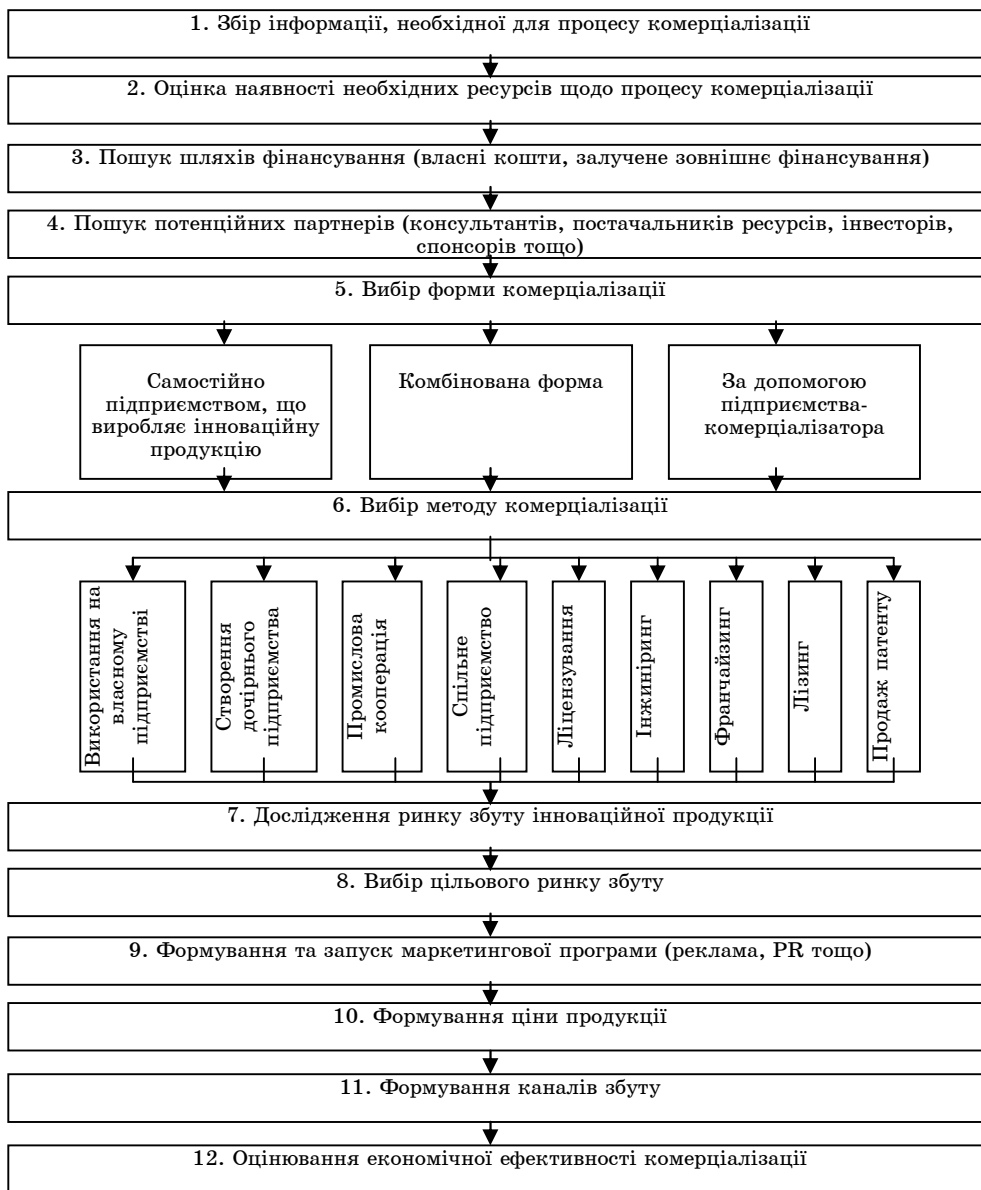 1. Збір інформації, необхідної для процесу комерціалізації
2. Оцінка наявності необхідних ресурсів щодо процесу комерціалізації
3. Пошук шляхів фінансування (власні кошти, залучене зовнішнє фінансування)
4. Пошук потенційних партнерів (консультантів, постачальників ресурсів, інвесторів,
спонсорів тощо)
5. Вибір форми комерціалізації
Самостійно
підприємством, що
виробляє інноваційну
продукцію
Комбінована форма
За допомогою
підприємства-
комерціалізатора
6. Вибір методу комерціалізації
Використання на
власному
підприємстві
Створення
дочірнього
підприємства
Промислова
кооперація
Спільне
підприємство
Ліцензування
Інжиніринг
Франчайзинг
Лізинг
Продаж патенту
7. Дослідження ринку збуту інноваційної продукції
8. Вибір цільового ринку збуту
9. Формування та запуск маркетингової програми (реклама, PR тощо)
10. Формування ціни продукції
11. Формування каналів збуту
12. Оцінювання економічної ефективності комерціалізації